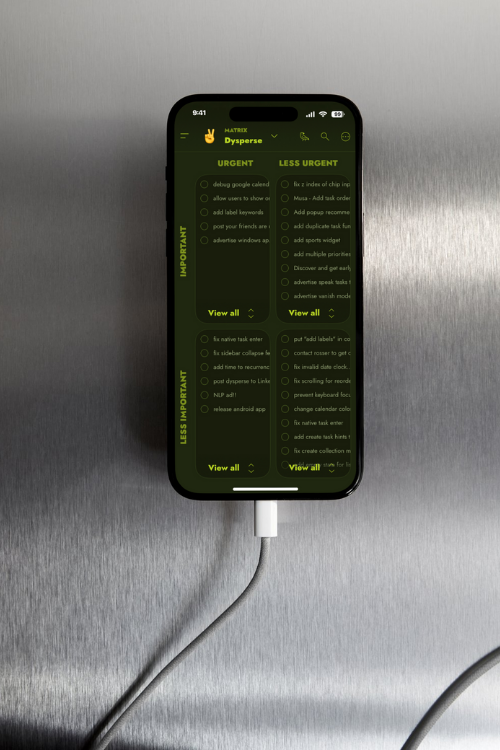 9:41
MATRIX
Dysperse
URGENT
LESS URGENT
IMPORTANT
debug google calend
allow users to show
add label keywords
post your friends are
advertise windows ap
View all
fix z index of chip inp
Musa - Add task order
Add popup recomme
add duplicate task fun
add sports widget
add multiple priorities
Discover and get early
advertise speak tasks
advertise vanish mode
View all
LESS IMPORTANT
fix native task enter
fix sidebar collapse
add time to recurrenc
post dysperse to Linke
NLP ad!!
release android app
View all
put "add labels" in co
contact rosser to get
fix invalid date clock.
fix scrolling for reorde
prevent keyboard focu
change calendar colo
fix native task enter
add create task hints
fix create collection
View all